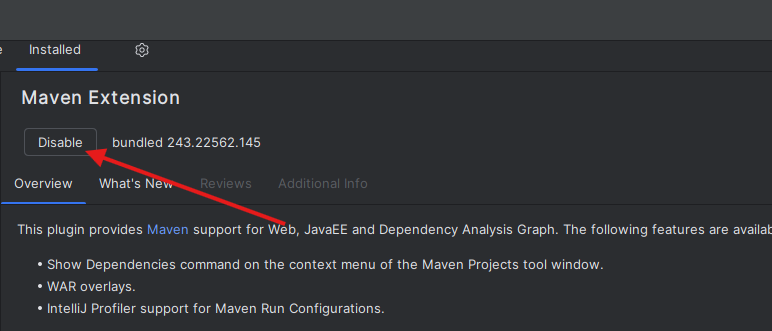 Installed
Maven Extension
Disable bundled 243.22562.145
Overview What's New Reviews Additional Info
This plugin provides Maven support for Web, JavaEE and Dependency Analysis Graph. The following features are
• Show Dependencies command on the context menu of the Maven Projects tool window.
• WAR overlays.
• IntelliJ Profiler support for Maven Run Configurations.